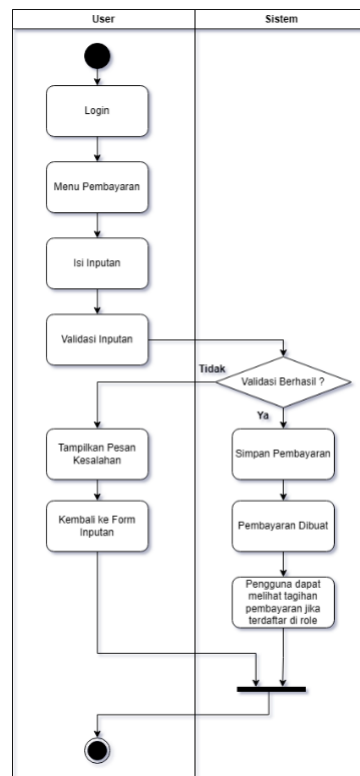 User
Sistem
Login
Menu Pembayaran
Isi Inputan
Validasi Inputan
Validasi Berhasil ?
Tidak
Ya
Tampilkan Pesan
Kesalahan
Simpan Pembayaran
Kembali ke Form
Inputan
Pembayaran Dibuat
Pengguna dapat
melihat tagihan
pembayaran jika
terdaftar di role